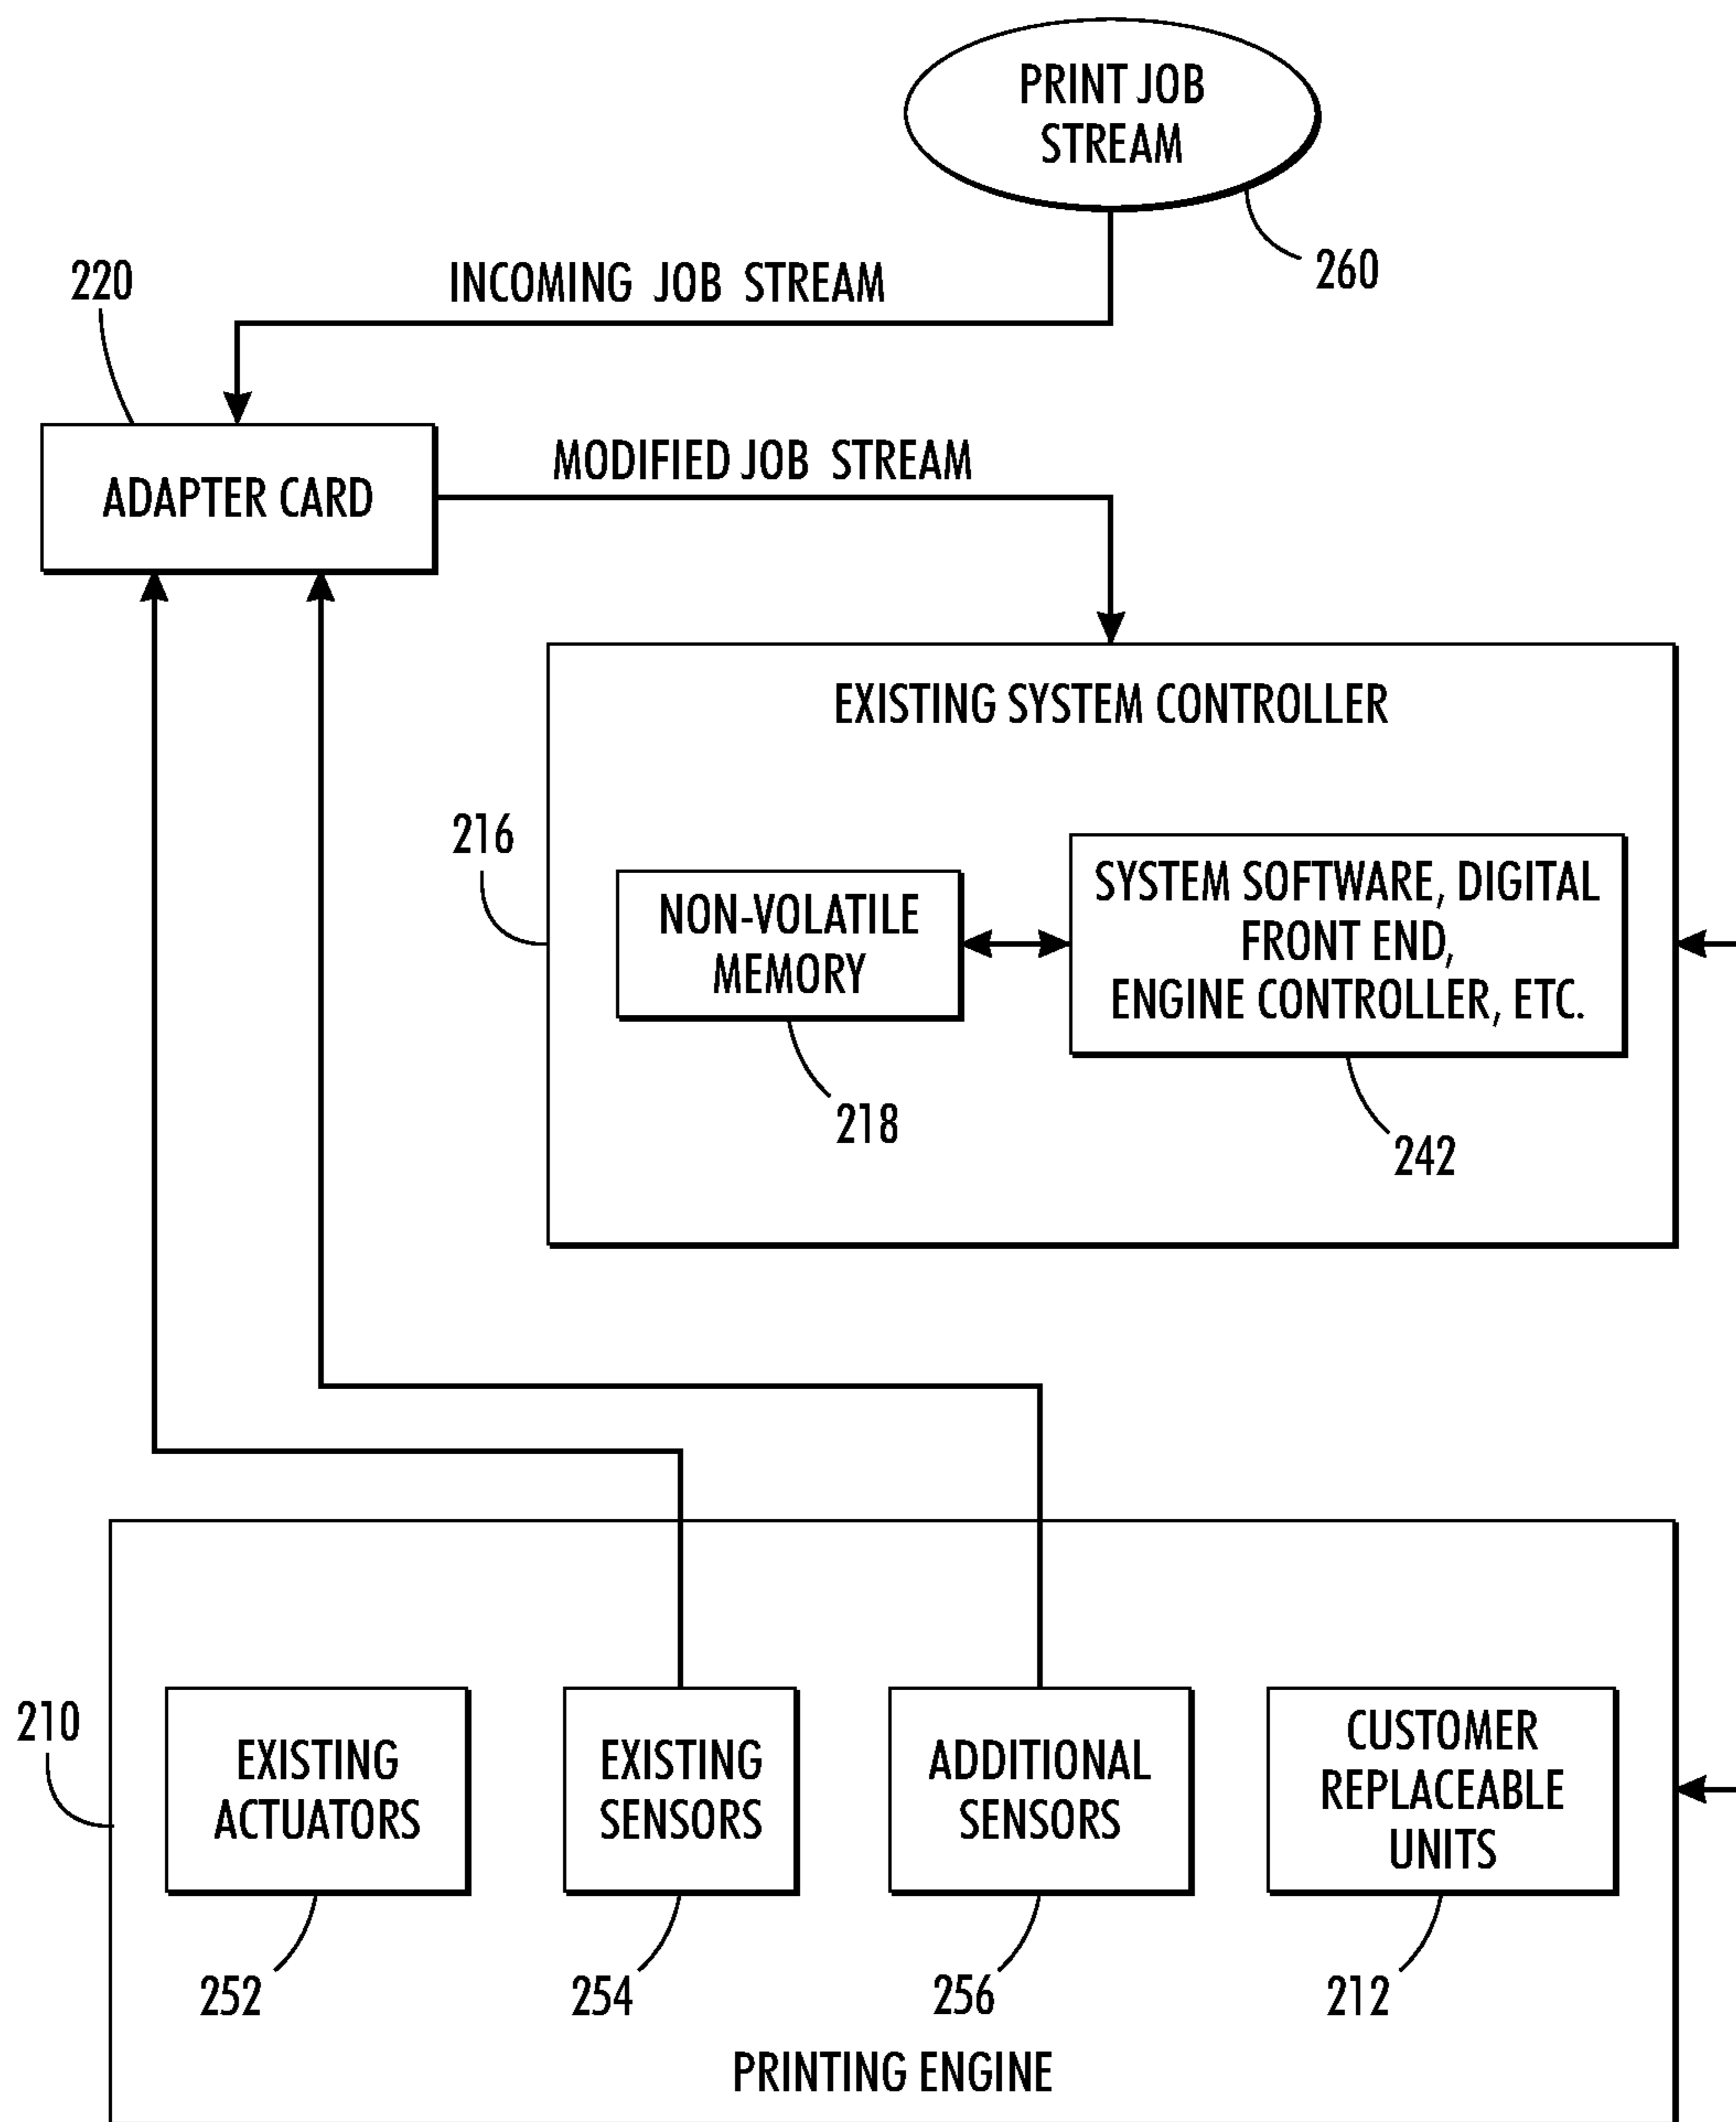 PRINT JOB
STREAM
260
INCOMING JOB STREAM
220
ADAPTER CARD
MODIFIED JOB STREAM
EXISTING SYSTEM CONTROLLER
216
NON-VOLATILE
MEMORY
218
SYSTEM SOFTWARE, DIGITAL
FRONT END,
ENGINE CONTROLLER, ETC.
242
210
EXISTING
ACTUATORS
252
EXISTING
SENSORS
254
ADDITIONAL
SENSORS
256
CUSTOMER
REPLACEABLE
UNITS
212
PRINTING ENGINE